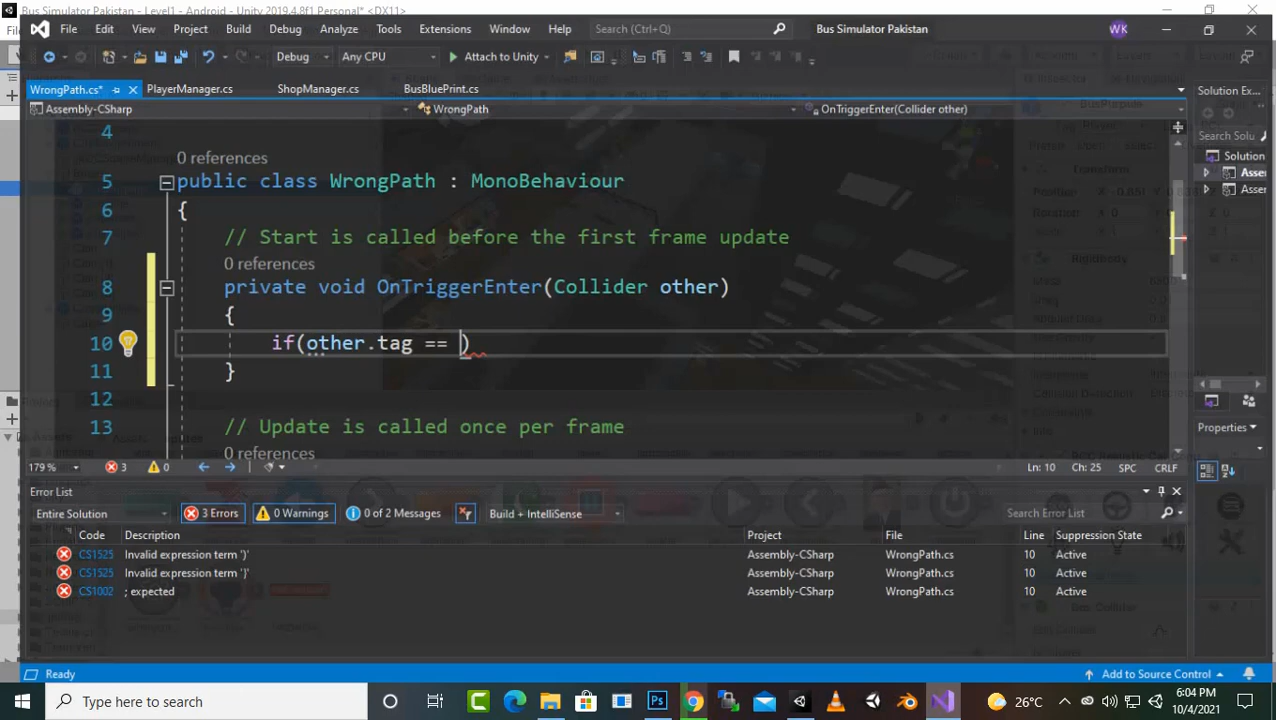 Bus Simulator Pakistan - Level1 - Android - Unity 2019.4.8f1 Personal* <DX11>
File Edit View Project Build Debug Test Analyze Tools Extensions Window Help Search (Ctrl+Q) Bus Simulator Pakistan WK
Debug Any CPU Attach to Unity
WrongPath.cs* PlayerManager.cs ShopManager.cs BusBluePrint.cs
Solution Ex...
Assembly-CSharp WrongPath OnTriggerEnter(Collider other)
Search Solu
Solution
Asse
Asser
4
0 references
5 public class WrongPath : MonoBehaviour
6 {
7 // Start is called before the first frame update
0 references
8 private void OnTriggerEnter(Collider other)
9 {
10 if(other.tag == )
11 }
12
13 // Update is called once per frame
0 references
Properties
179 % 3 0 Ln: 10 Ch: 25 SPC CRLF
Error List
Entire Solution 3 Errors 0 Warnings 0 of 2 Messages Build + IntelliSense Search Error List
Code Description Project File Line Suppression State
CS1525 Invalid expression term ')' Assembly-CSharp WrongPath.cs 10 Active
CS1525 Invalid expression term ')' Assembly-CSharp WrongPath.cs 10 Active
CS1002 ; expected Assembly-CSharp WrongPath.cs 10 Active
Ready Add to Source Control
Type here to search 26°C 6:04 PM
10/4/2021